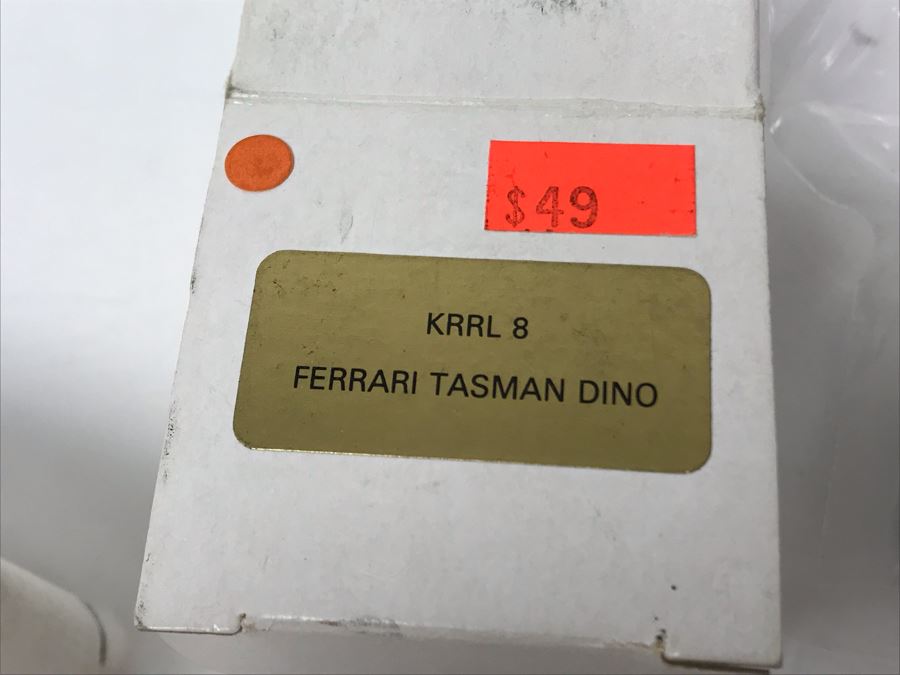 $49
KRRL 8
FERRARI TASMAN DINO